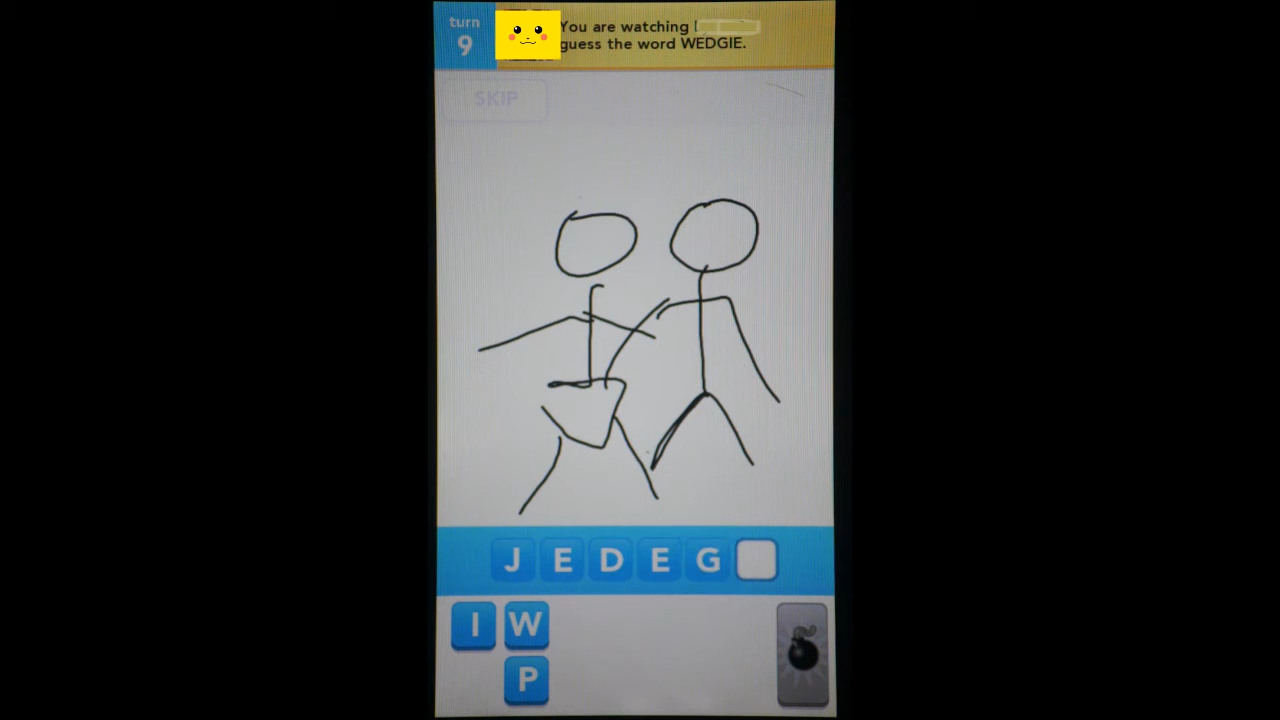 turn
9
You are watching
guess the word WEDGIE.
SKIP
J E D E G
I W
P